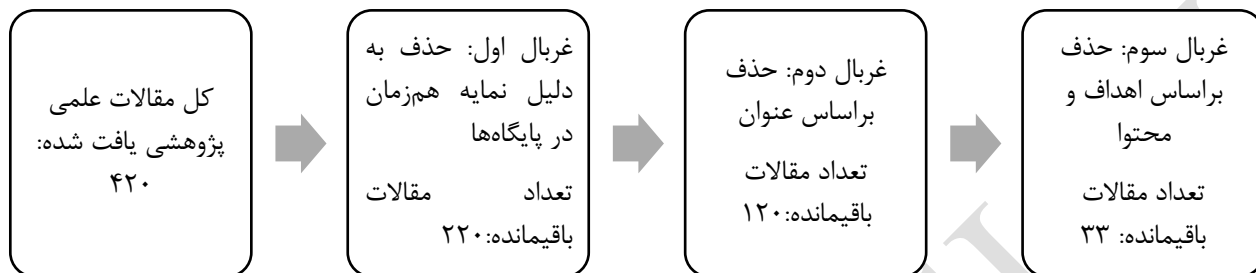 کل مقالات علمی
پژوهشی یافت شده:
۴۲۰
غربال اول: حذف به
دلیل نمایه هم‌زمان
در پایگاه‌ها
تعداد مقالات
باقیمانده:۲۲۰
غربال دوم: حذف
براساس عنوان
تعداد مقالات
باقیمانده:۱۲۰
غربال سوم: حذف
براساس اهداف و
محتوا
تعداد مقالات
باقیمانده: ۳۳